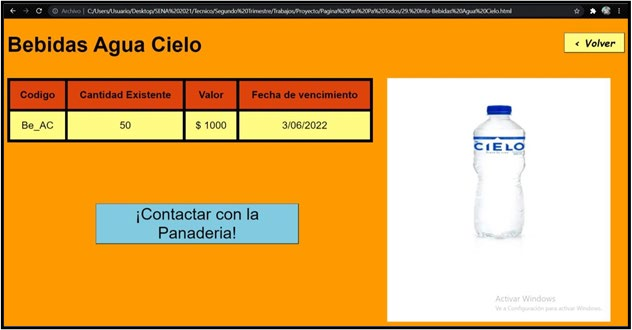 Archivo | C:/Users/Usuario/Desktop/SENA%202021/Tecnico/Segundo%20Trimestre/Trabajos/Proyecto/Pagina%20Pan%20Pa%20Todos/29.%20Info-Bebidas%20Agua%20Cielo.html
Bebidas Agua Cielo
< Volver
Codigo Cantidad Existente Valor Fecha de vencimiento
Be_AC 50 $ 1000 3/06/2022
CIELO
¡Contactar con la
Panaderia!
Activar Windows
Ve a Configuración para activar Windows.